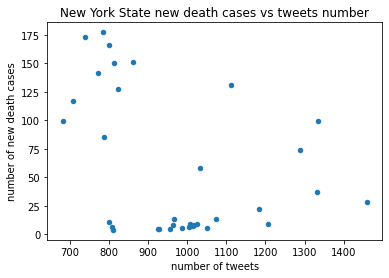 New York State new death cases vs tweets number
175
150
125
100
75
50
25
0
number of new death cases
700 800 900 1000 1100 1200 1300 1400
number of tweets